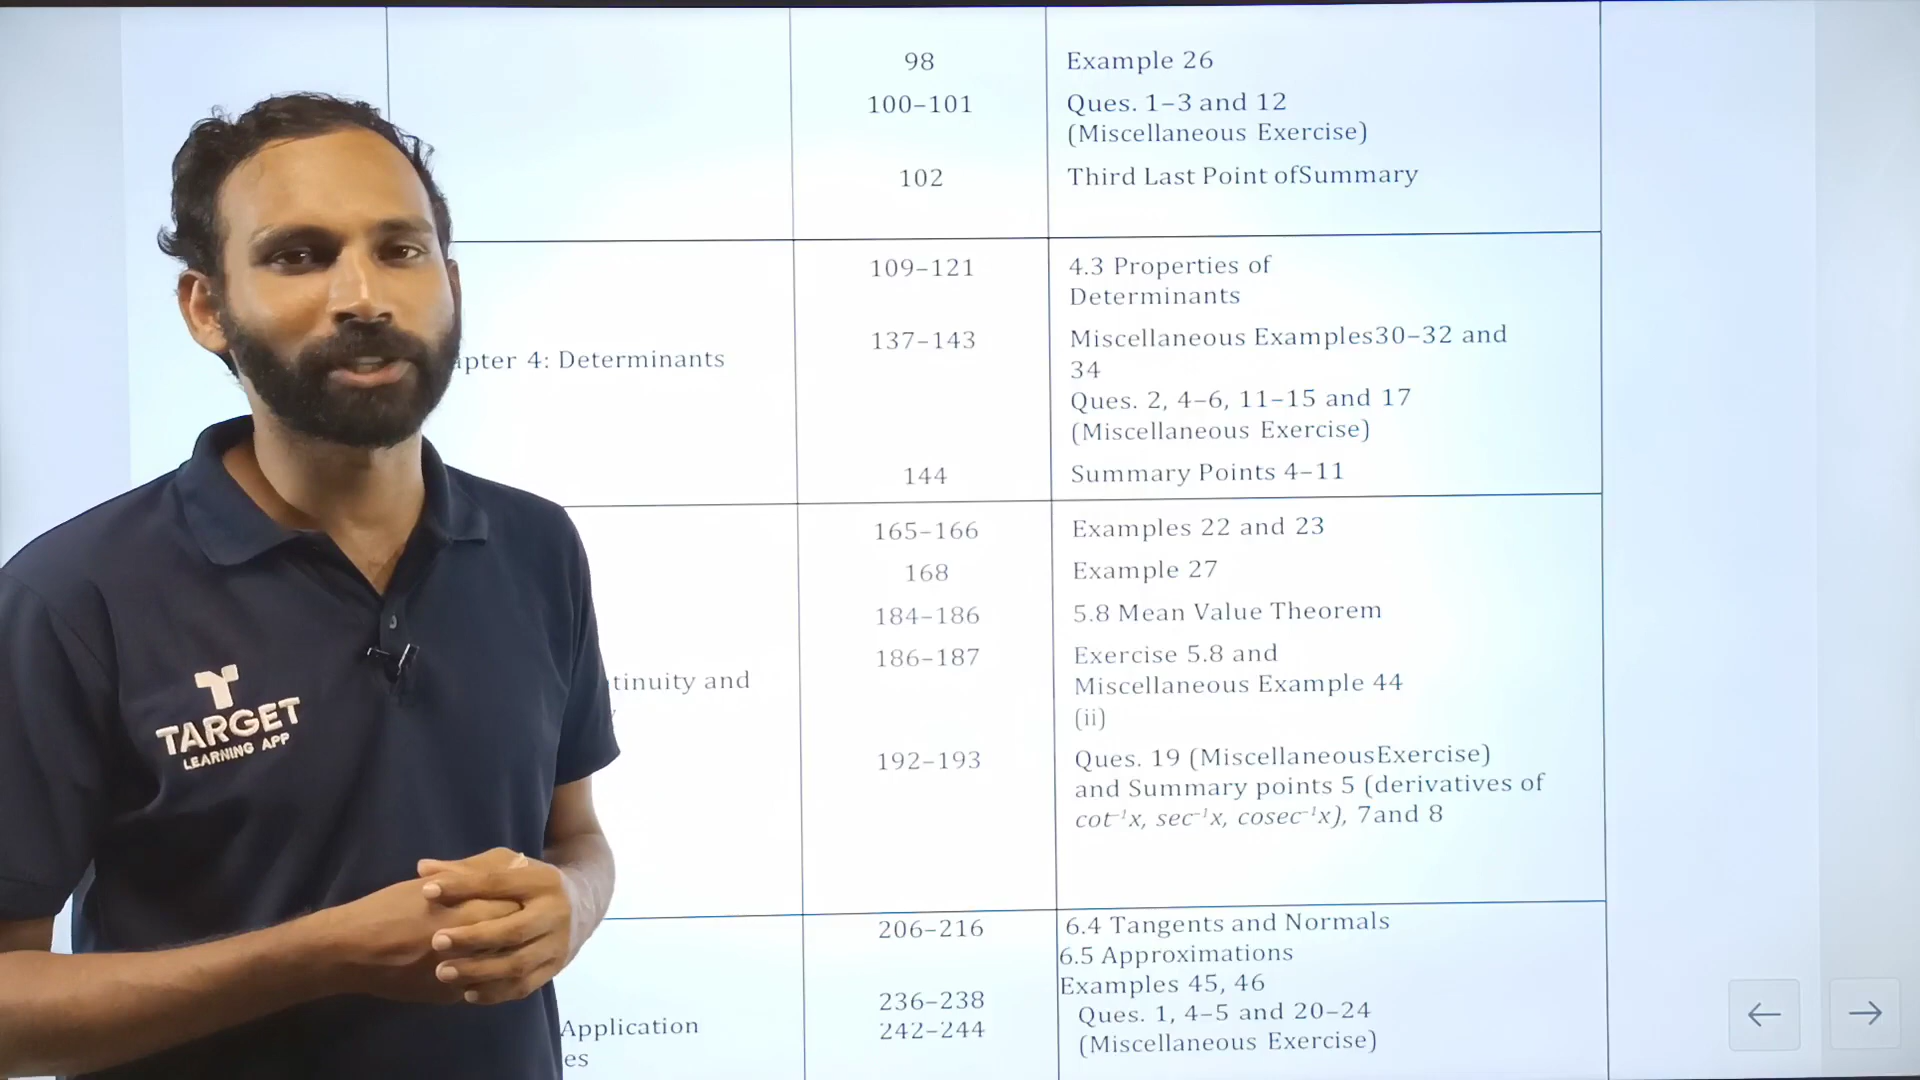 98 Example 26
100–101 Ques. 1–3 and 12
(Miscellaneous Exercise)
102 Third Last Point ofSummary
109–121 4.3 Properties of
Determinants
137–143 Miscellaneous Examples30–32 and
34
Ques. 2, 4–6, 11–15 and 17
(Miscellaneous Exercise)
144 Summary Points 4–11
pter 4: Determinants
165–166 Examples 22 and 23
168 Example 27
184–186 5.8 Mean Value Theorem
186–187 Exercise 5.8 and
Miscellaneous Example 44
(ii)
192–193 Ques. 19 (MiscellaneousExercise)
and Summary points 5 (derivatives of
cot⁻¹x, sec⁻¹x, cosec⁻¹x), 7and 8
tinuity and
206–216 6.4 Tangents and Normals
6.5 Approximations
Examples 45, 46
236–238 Ques. 1, 4–5 and 20–24
242–244 (Miscellaneous Exercise)
Application
es
TARGET
LEARNING APP